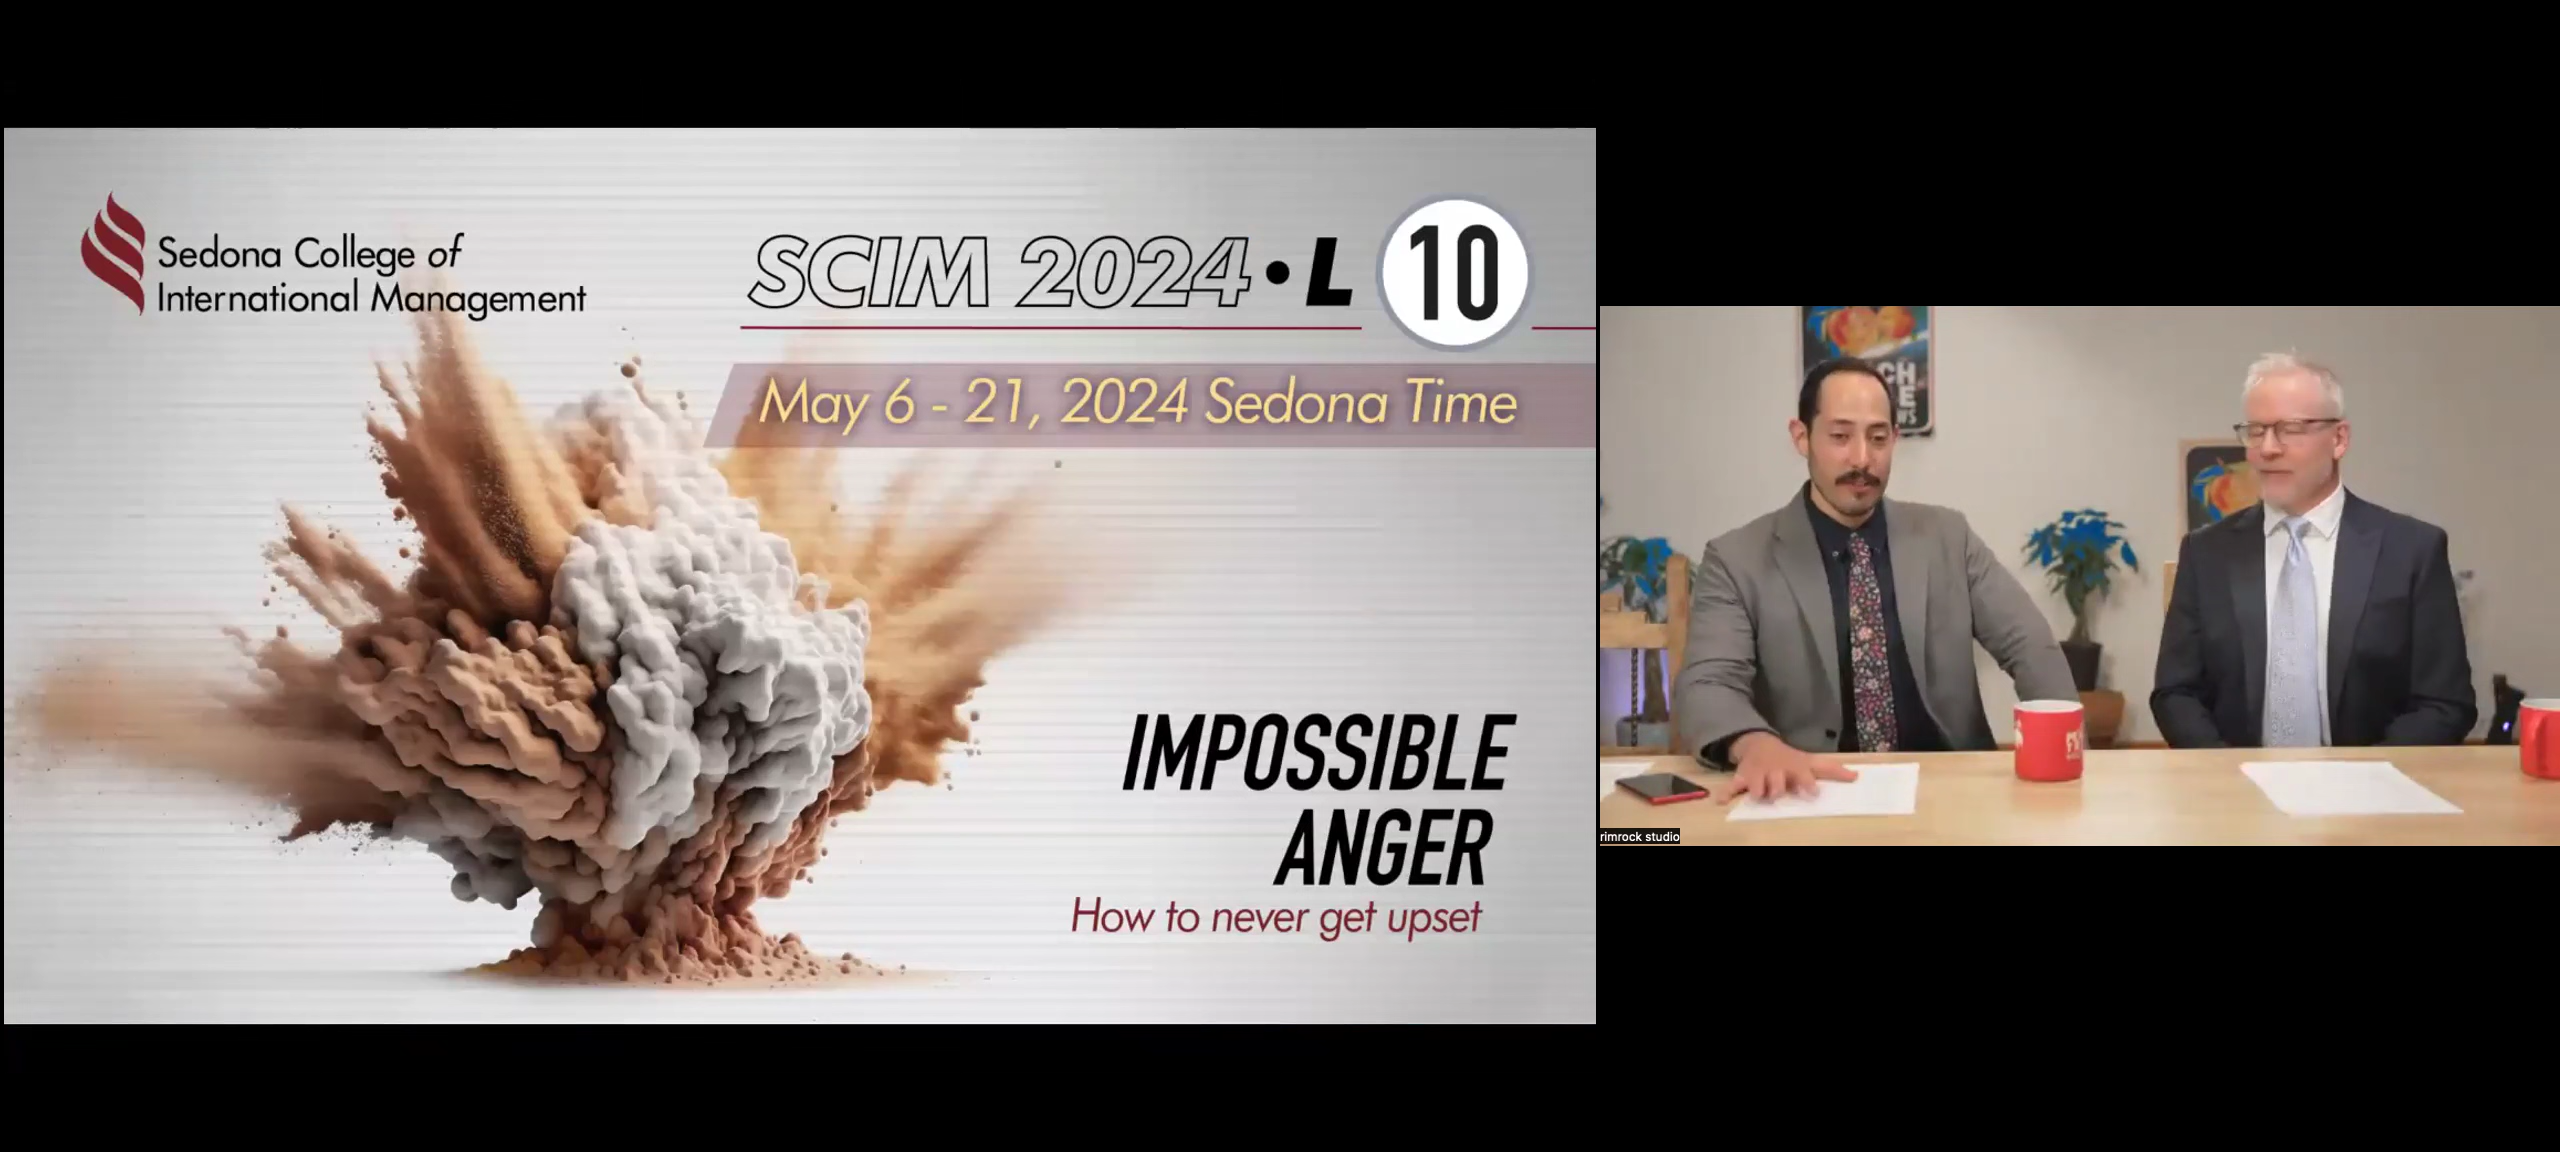 Sedona College of
International Management
SCIM 2024 • L 10
May 6 - 21, 2024 Sedona Time
IMPOSSIBLE
ANGER
How to never get upset
CH
E
rimrock studio